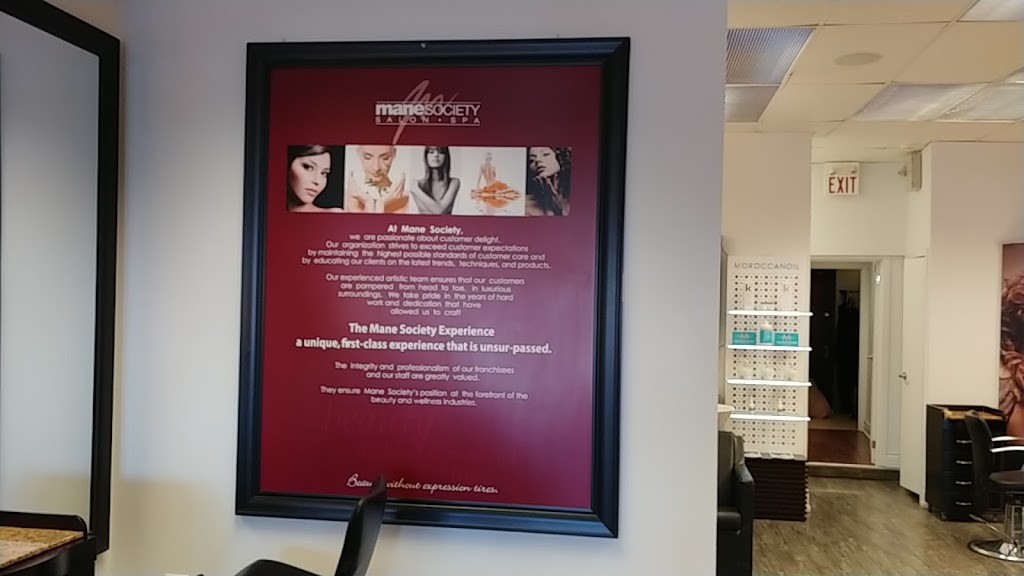 maneSOCIETY
SALON • SPA
At Mane Society,
we are passionate about customer delight.
Our organization strives to exceed customer expectations
by maintaining the highest possible standards of customer care and
by educating our clients on the latest trends, techniques, and products.
Our experienced artistic team ensures that our customers
are pampered from head to toe, in luxurious
surroundings. We take pride in the years of hard
work and dedication that have
allowed us to craft
The Mane Society Experience
a unique, first-class experience that is unsur-passed.
The integrity and professionalism of our franchisees
and our staff are greatly valued.
They ensure Mane Society's position at the forefront of the
beauty and wellness industries.
beauty
without expression tires.
EXIT
MOROCCANOIL